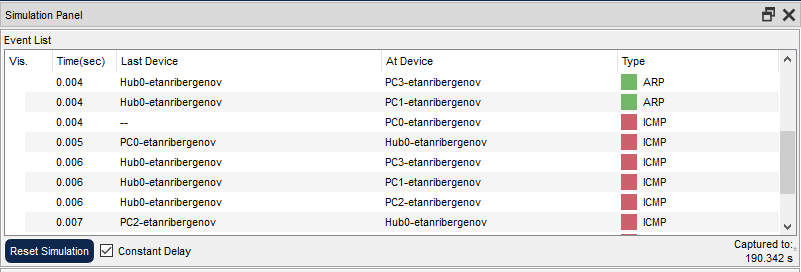 Simulation Panel
Event List
Vis. Time(sec) Last Device At Device Type
0.004 Hub0-etanribergenov PC3-etanribergenov ARP
0.004 Hub0-etanribergenov PC1-etanribergenov ARP
0.004 -- PC0-etanribergenov ICMP
0.005 PC0-etanribergenov Hub0-etanribergenov ICMP
0.006 Hub0-etanribergenov PC3-etanribergenov ICMP
0.006 Hub0-etanribergenov PC1-etanribergenov ICMP
0.006 Hub0-etanribergenov PC2-etanribergenov ICMP
0.007 PC2-etanribergenov Hub0-etanribergenov ICMP
Reset Simulation Constant Delay Captured to:
190.342 s